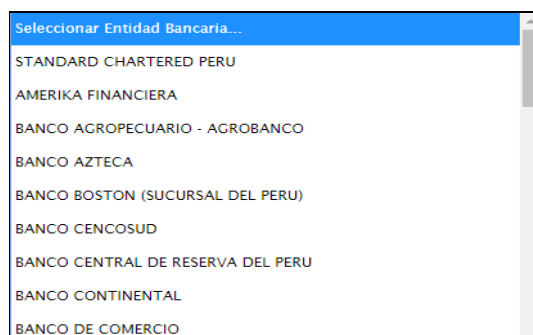 Seleccionar Entidad Bancaria...
STANDARD CHARTERED PERU
AMERIKA FINANCIERA
BANCO AGROPECUARIO - AGROBANCO
BANCO AZTECA
BANCO BOSTON (SUCURSAL DEL PERU)
BANCO CENCOSUD
BANCO CENTRAL DE RESERVA DEL PERU
BANCO CONTINENTAL
BANCO DE COMERCIO